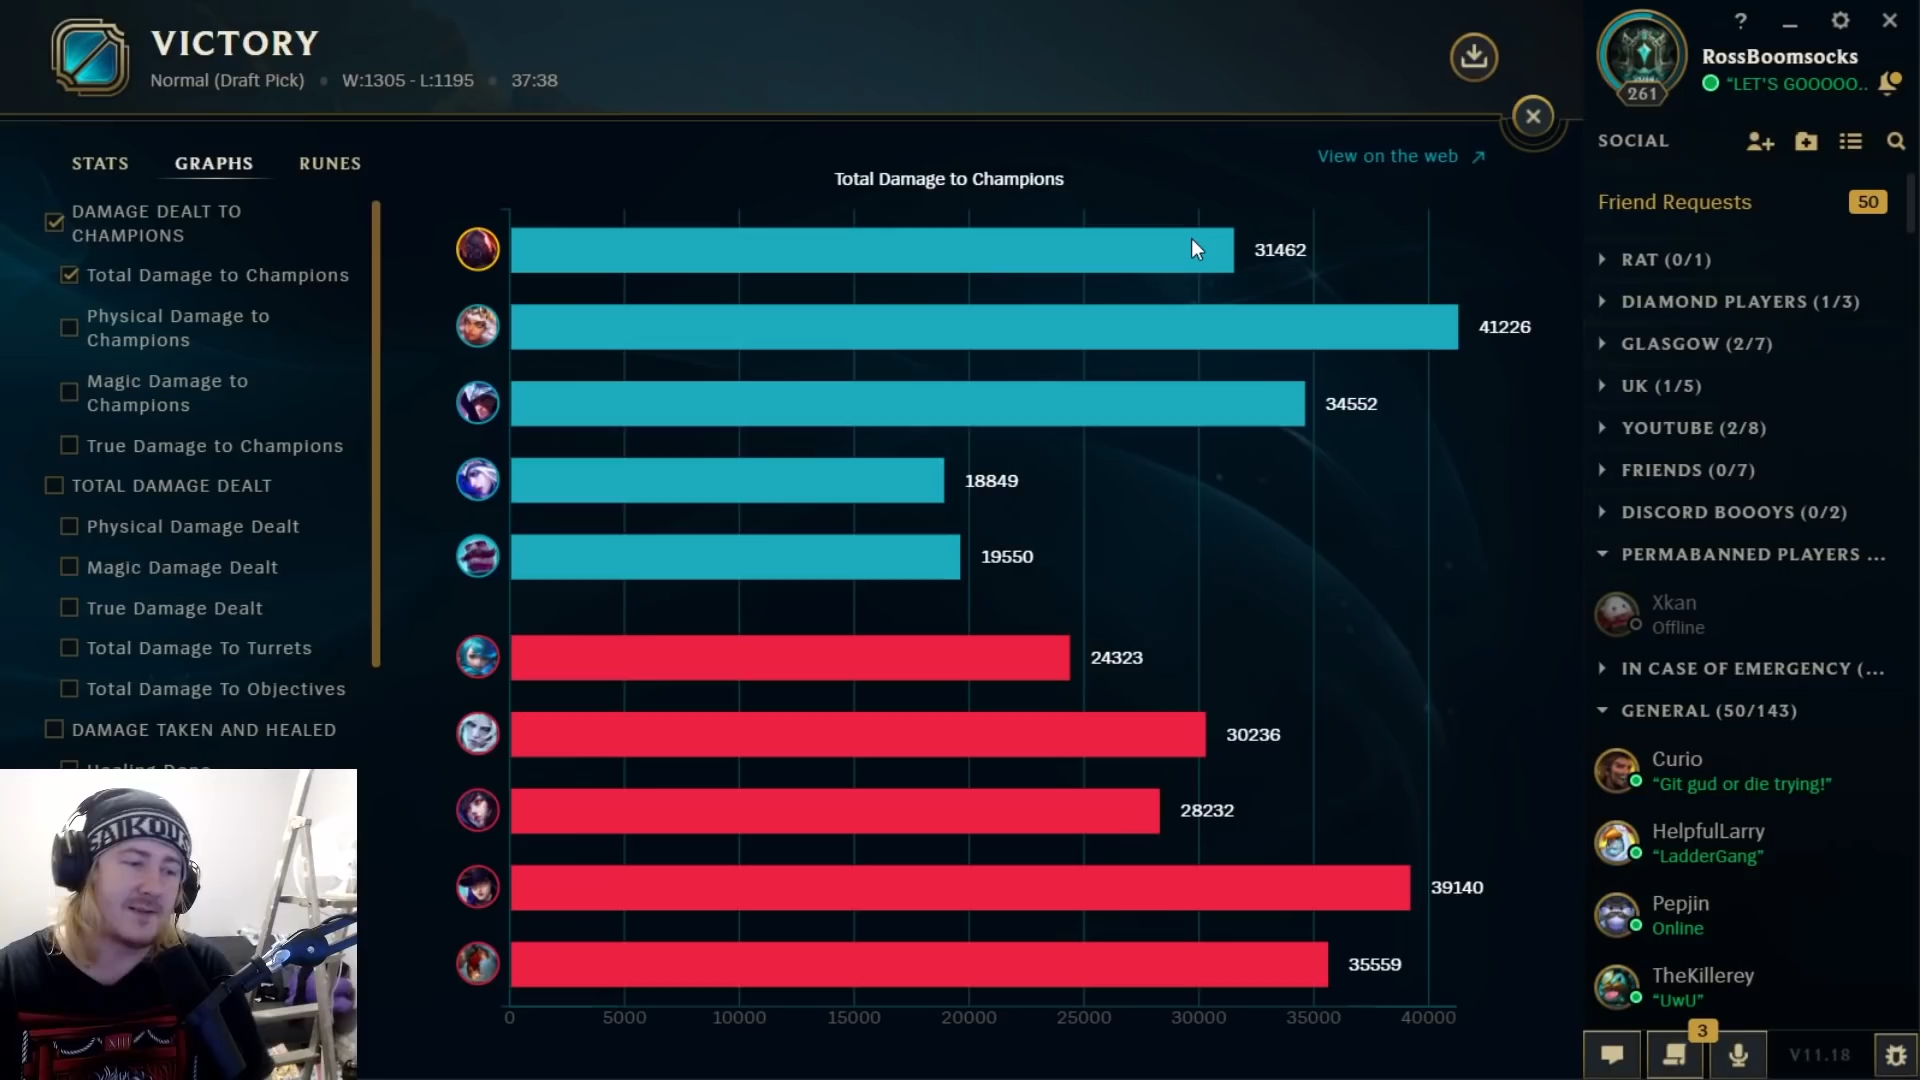 VICTORY
Normal (Draft Pick) • W:1305 - L:1195 • 37:38
STATS GRAPHS RUNES
View on the web
DAMAGE DEALT TO
CHAMPIONS
Total Damage to Champions
Physical Damage to
Champions
Magic Damage to
Champions
True Damage to Champions
TOTAL DAMAGE DEALT
Physical Damage Dealt
Magic Damage Dealt
True Damage Dealt
Total Damage To Turrets
Total Damage To Objectives
DAMAGE TAKEN AND HEALED
Healing Done
Total Damage to Champions
31462
41226
34552
18849
19550
24323
30236
28232
39140
35559
0 5000 10000 15000 20000 25000 30000 35000 40000
?
RossBoomsocks
261
“LET'S GOOOOO..
SOCIAL
Friend Requests 50
RAT (0/1)
DIAMOND PLAYERS (1/3)
GLASGOW (2/7)
UK (1/5)
YOUTUBE (2/8)
FRIENDS (0/7)
DISCORD BOOOYS (0/2)
PERMABANNED PLAYERS ...
Xkan
Offline
IN CASE OF EMERGENCY (...
GENERAL (50/143)
Curio
“Git gud or die trying!”
HelpfulLarry
“LadderGang”
Pepjin
Online
TheKillerey
“UwU”
3
V11.18
XIII